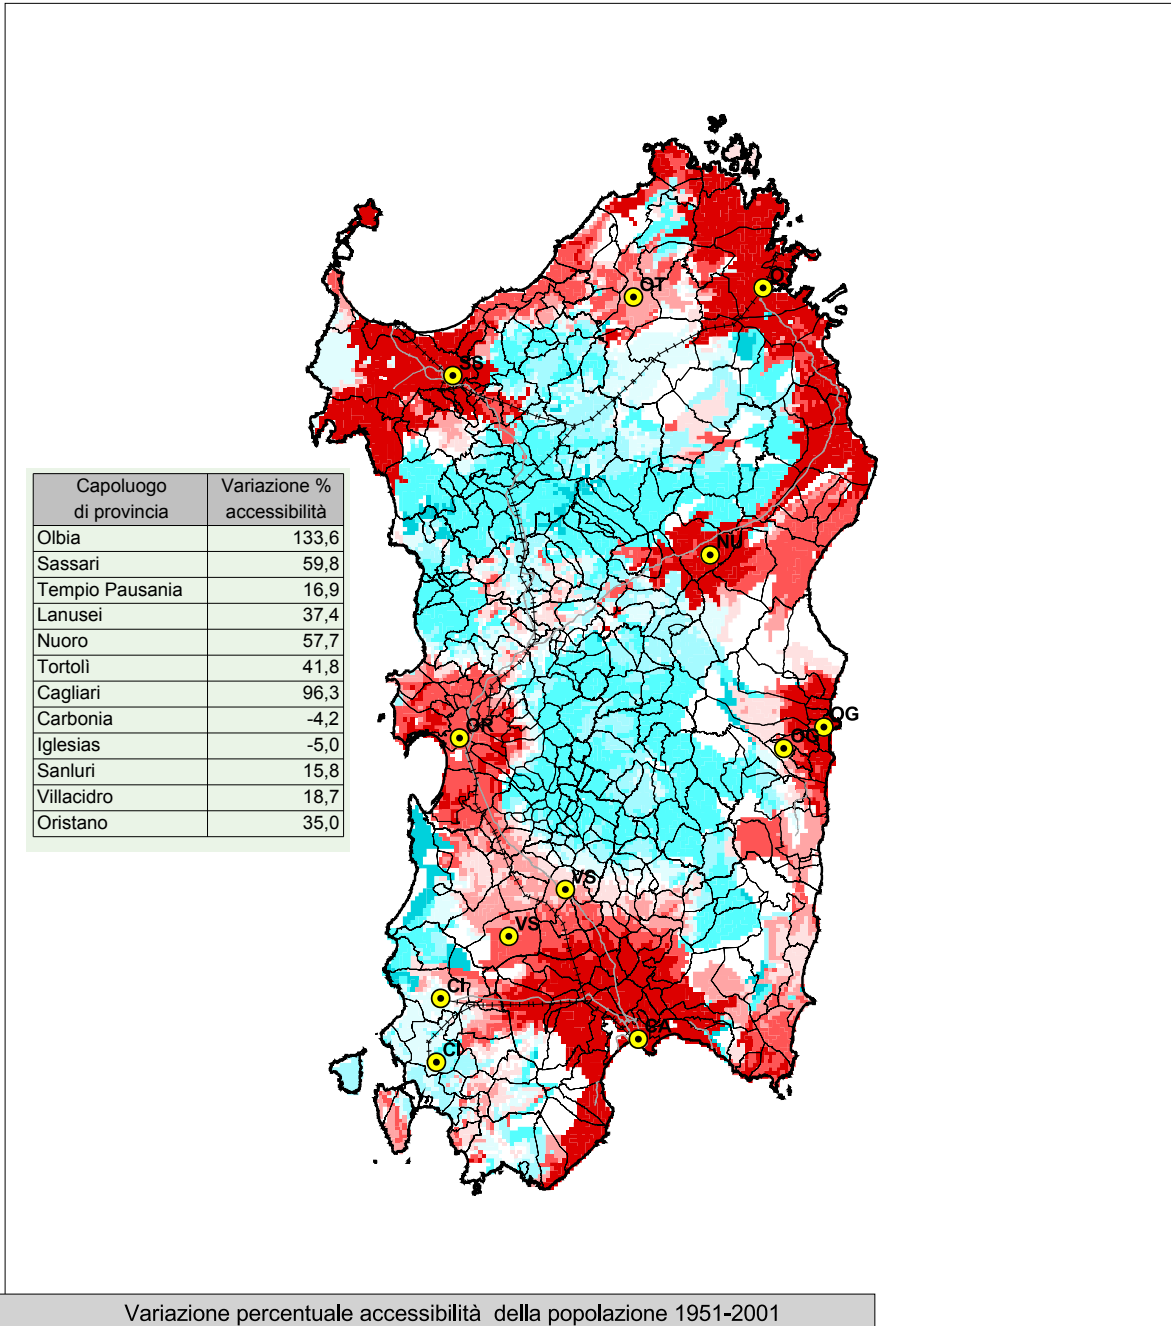 OT
O
SS
NU
OR
OG
OG
VS
VS
CI
CA
CI
Capoluogo di provincia Variazione % accessibilità
Olbia 133,6
Sassari 59,8
Tempio Pausania 16,9
Lanusei 37,4
Nuoro 57,7
Tortolì 41,8
Cagliari 96,3
Carbonia -4,2
Iglesias -5,0
Sanluri 15,8
Villacidro 18,7
Oristano 35,0
Variazione percentuale accessibilità della popolazione 1951-2001